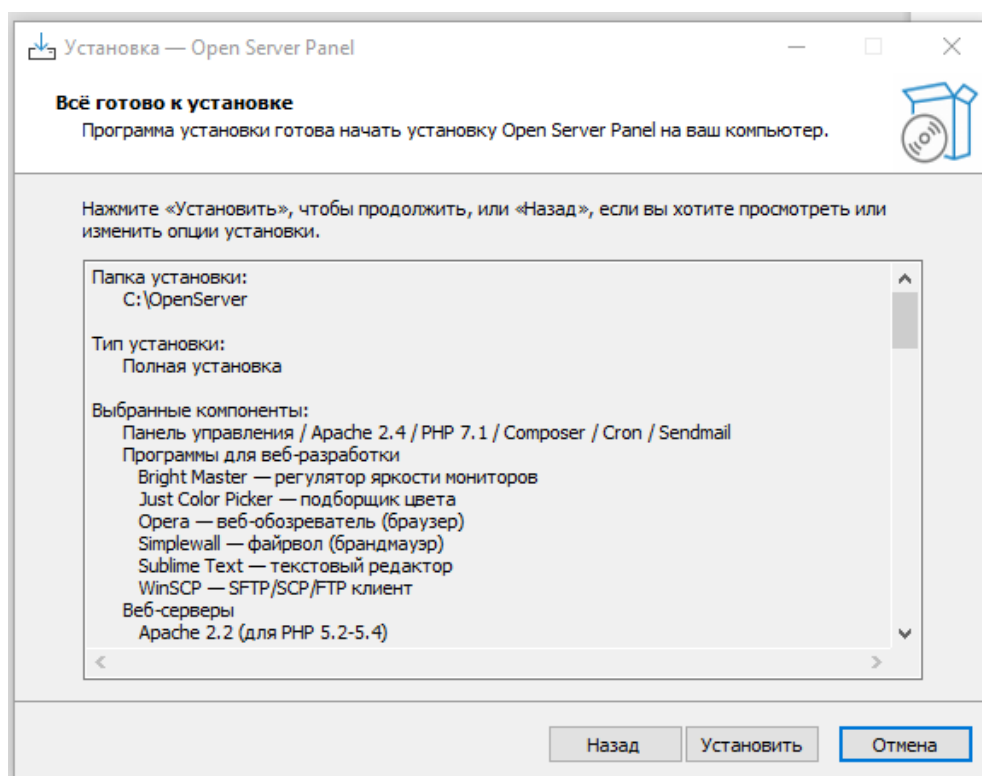 Установка — Open Server Panel
Всё готово к установке
Программа установки готова начать установку Open Server Panel на ваш компьютер.
Нажмите «Установить», чтобы продолжить, или «Назад», если вы хотите просмотреть или
изменить опции установки.
Папка установки:
C:\OpenServer
Тип установки:
Полная установка
Выбранные компоненты:
Панель управления / Apache 2.4 / PHP 7.1 / Composer / Cron / Sendmail
Программы для веб-разработки
Bright Master — регулятор яркости мониторов
Just Color Picker — подборщик цвета
Opera — веб-обозреватель (браузер)
Simplewall — файрвол (брандмауэр)
Sublime Text — текстовый редактор
WinSCP — SFTP/SCP/FTP клиент
Веб-серверы
Apache 2.2 (для PHP 5.2-5.4)
Назад Установить Отмена